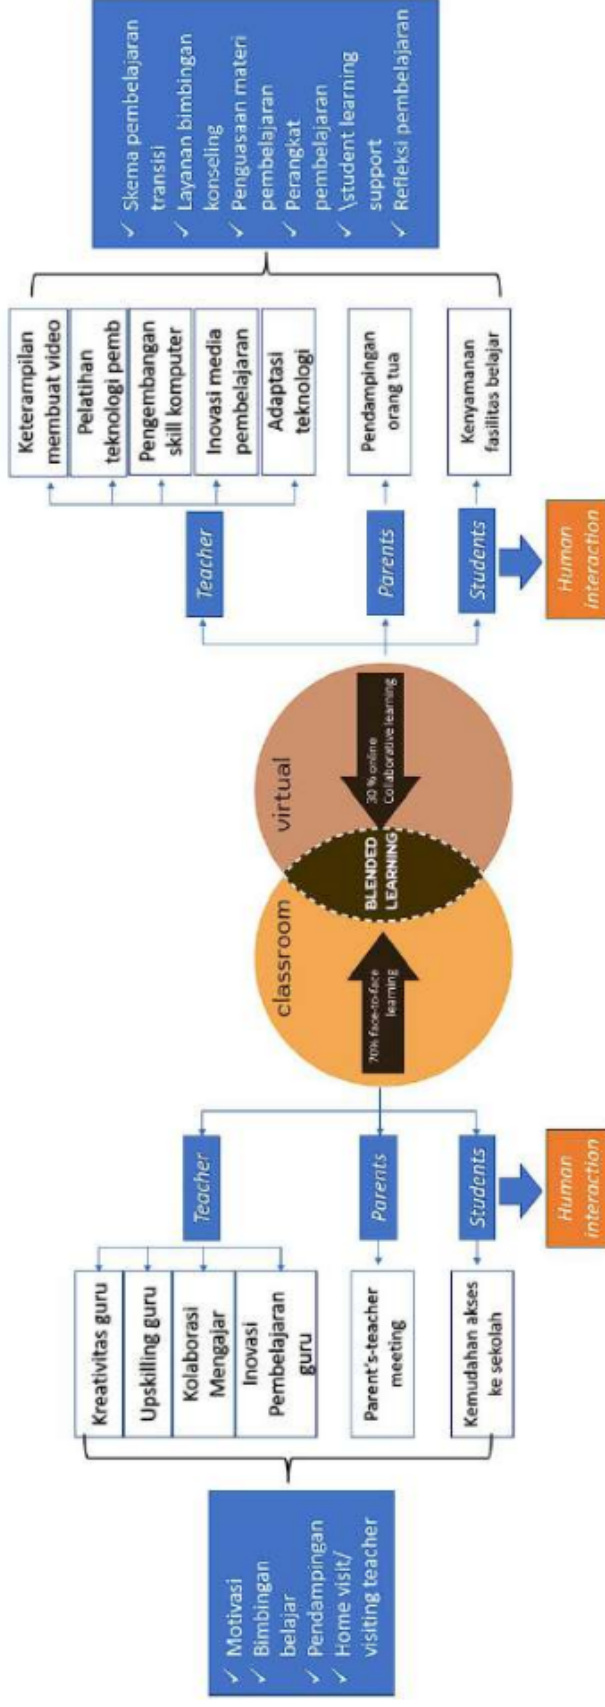 Motivasi
Bimbingan
belajar
Pendampingan
Home visit/
visiting teacher
Kreativitas guru
Upskilling guru
Kolaborasi
Mengajar
Inovasi
Pembelajaran
guru
Parent's-teacher
meeting
Kemudahan akses
ke sekolah
Teacher
Parents
Students
Human
interaction
classroom
70% face-to-face
learning
BLENDED
LEARNING
virtual
30 % online
Collaborative learning
Teacher
Parents
Students
Human
interaction
Keterampilan
membuat video
Pelatihan
teknologi pemb
Pengembangan
skill komputer
Inovasi media
pembelajaran
Adaptasi
teknologi
Pendampingan
orang tua
Kenyamanan
fasilitas belajar
Skema pembelajaran
transisi
Layanan bimbingan
konseling
Penguasaan materi
pembelajaran
Perangkat
pembelajaran
\student learning
support
Refleksi pembelajaran